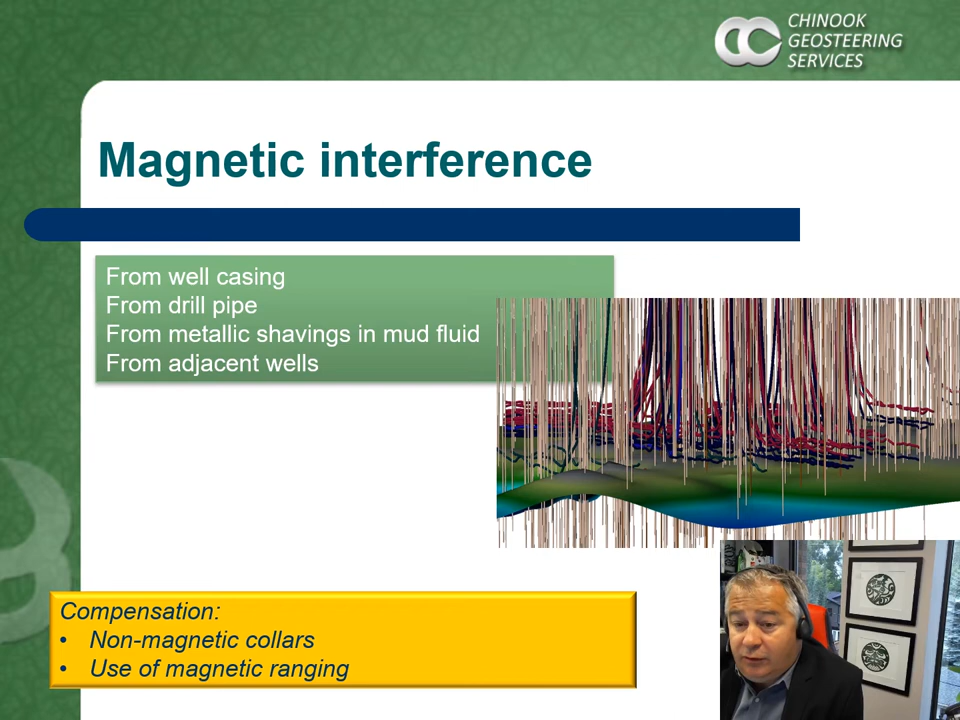 CHINOOK
GEOSTEERING
SERVICES
Magnetic interference
From well casing
From drill pipe
From metallic shavings in mud fluid
From adjacent wells
Compensation:
• Non-magnetic collars
• Use of magnetic ranging